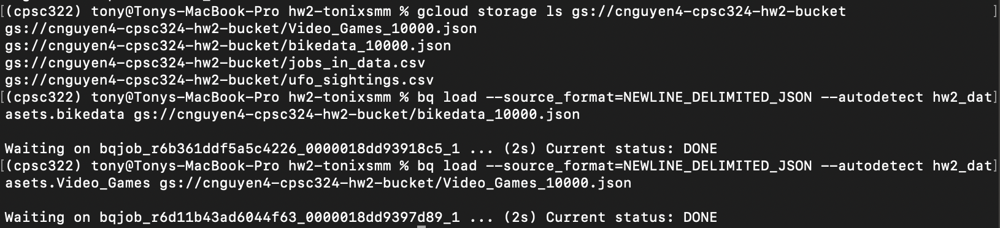 [(cpsc322) tony@Tonys-MacBook-Pro hw2-tonixsmm % gcloud storage ls gs://cnguyen4-cpsc324-hw2-bucket ]
gs://cnguyen4-cpsc324-hw2-bucket/Video_Games_10000.json
gs://cnguyen4-cpsc324-hw2-bucket/bikedata_10000.json
gs://cnguyen4-cpsc324-hw2-bucket/jobs_in_data.csv
gs://cnguyen4-cpsc324-hw2-bucket/ufo_sightings.csv
[(cpsc322) tony@Tonys-MacBook-Pro hw2-tonixsmm % bq load --source_format=NEWLINE_DELIMITED_JSON --autodetect hw2_dat]
asets.bikedata gs://cnguyen4-cpsc324-hw2-bucket/bikedata_10000.json
Waiting on bqjob_r6b361ddf5a5c4226_0000018dd93918c5_1 ... (2s) Current status: DONE
[(cpsc322) tony@Tonys-MacBook-Pro hw2-tonixsmm % bq load --source_format=NEWLINE_DELIMITED_JSON --autodetect hw2_dat]
asets.Video_Games gs://cnguyen4-cpsc324-hw2-bucket/Video_Games_10000.json
Waiting on bqjob_r6d11b43ad6044f63_0000018dd9397d89_1 ... (2s) Current status: DONE